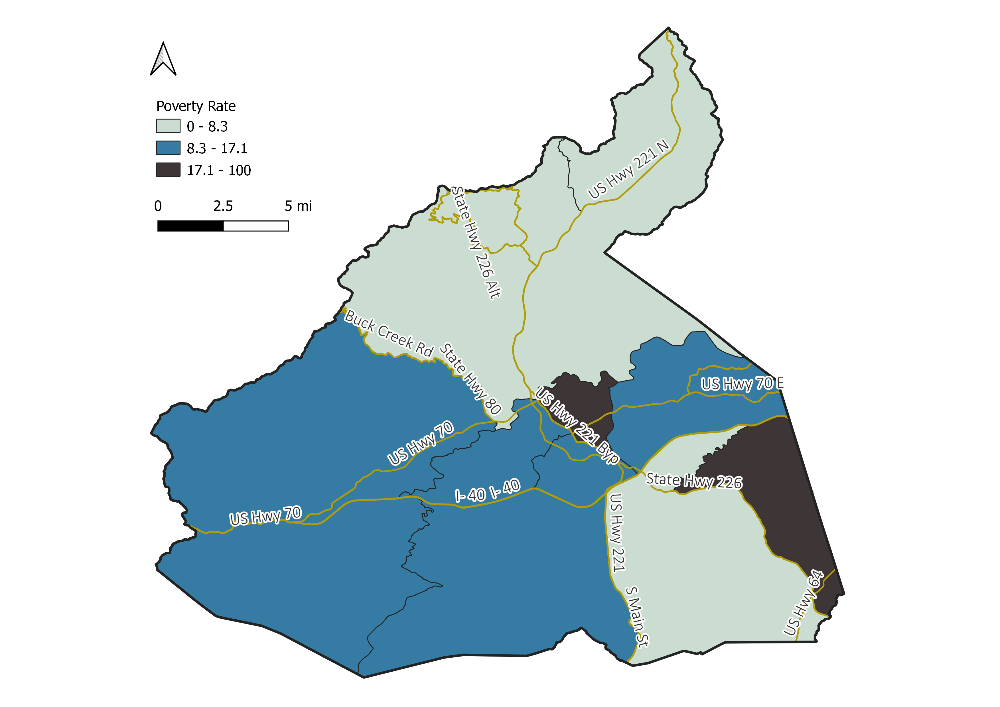 Poverty Rate
0 - 8.3
8.3 - 17.1
17.1 - 100
0 2.5 5 mi
US Hwy 221 N
State Hwy 226 Alt
Buck Creek Rd
State Hwy 80
US Hwy 70 E
US Hwy 221 Byp
US Hwy 70
State Hwy 226
I- 40 I- 40
US Hwy 70
US Hwy 221
US Hwy 64
S Main St